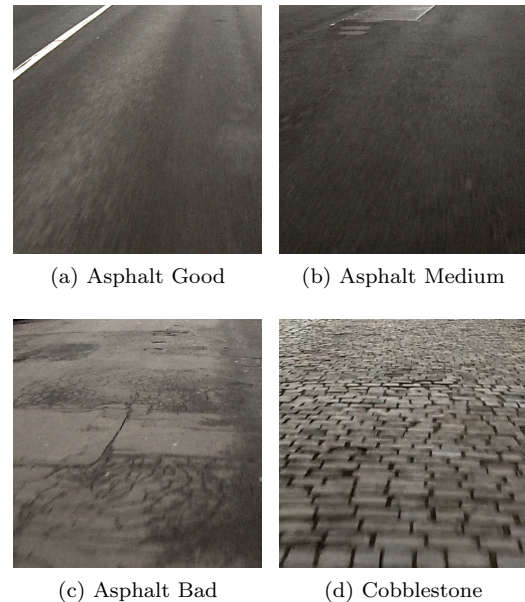 (a) Asphalt Good
(b) Asphalt Medium
(c) Asphalt Bad
(d) Cobblestone